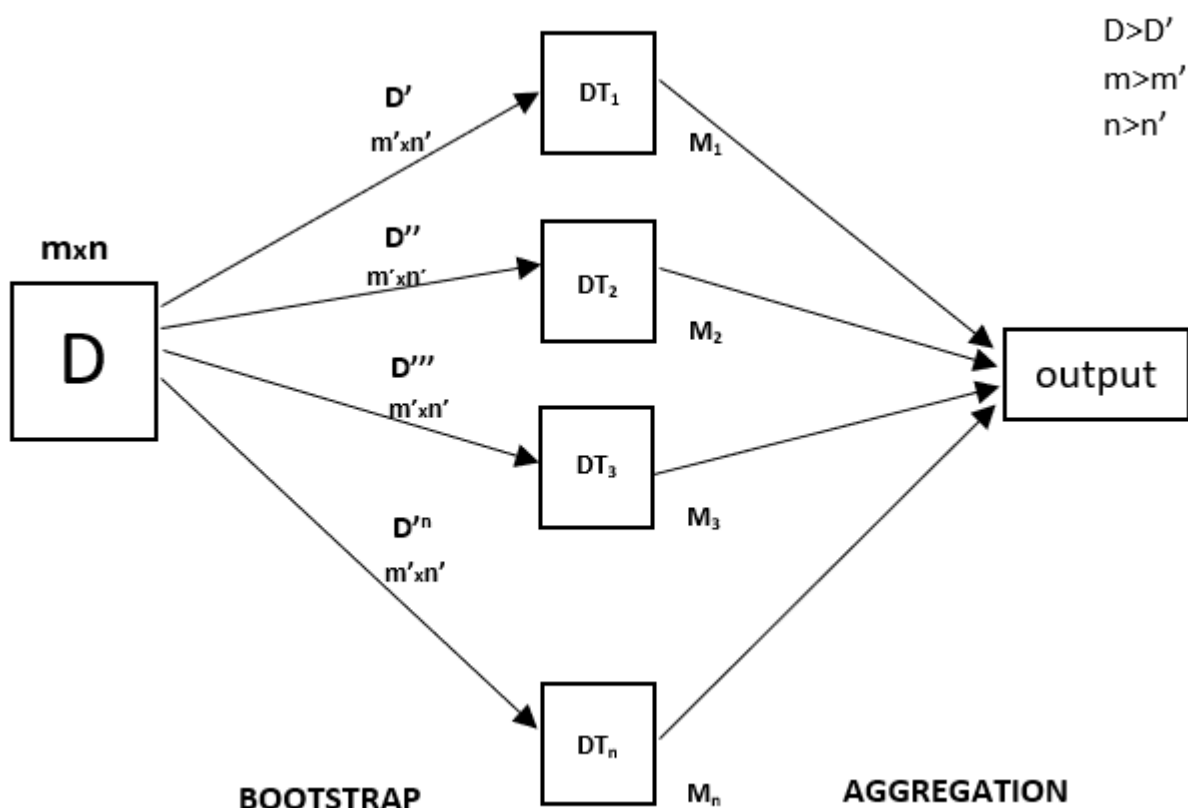 D>D'
m>m'
n>n'
D'
m'xn'
DT₁
M₁
mxn
D
D''
m'xn'
DT₂
M₂
D'''
m'xn'
DT₃
M₃
output
D'ⁿ
m'xn'
DTₙ
Mₙ
BOOTSTRAP
AGGREGATION